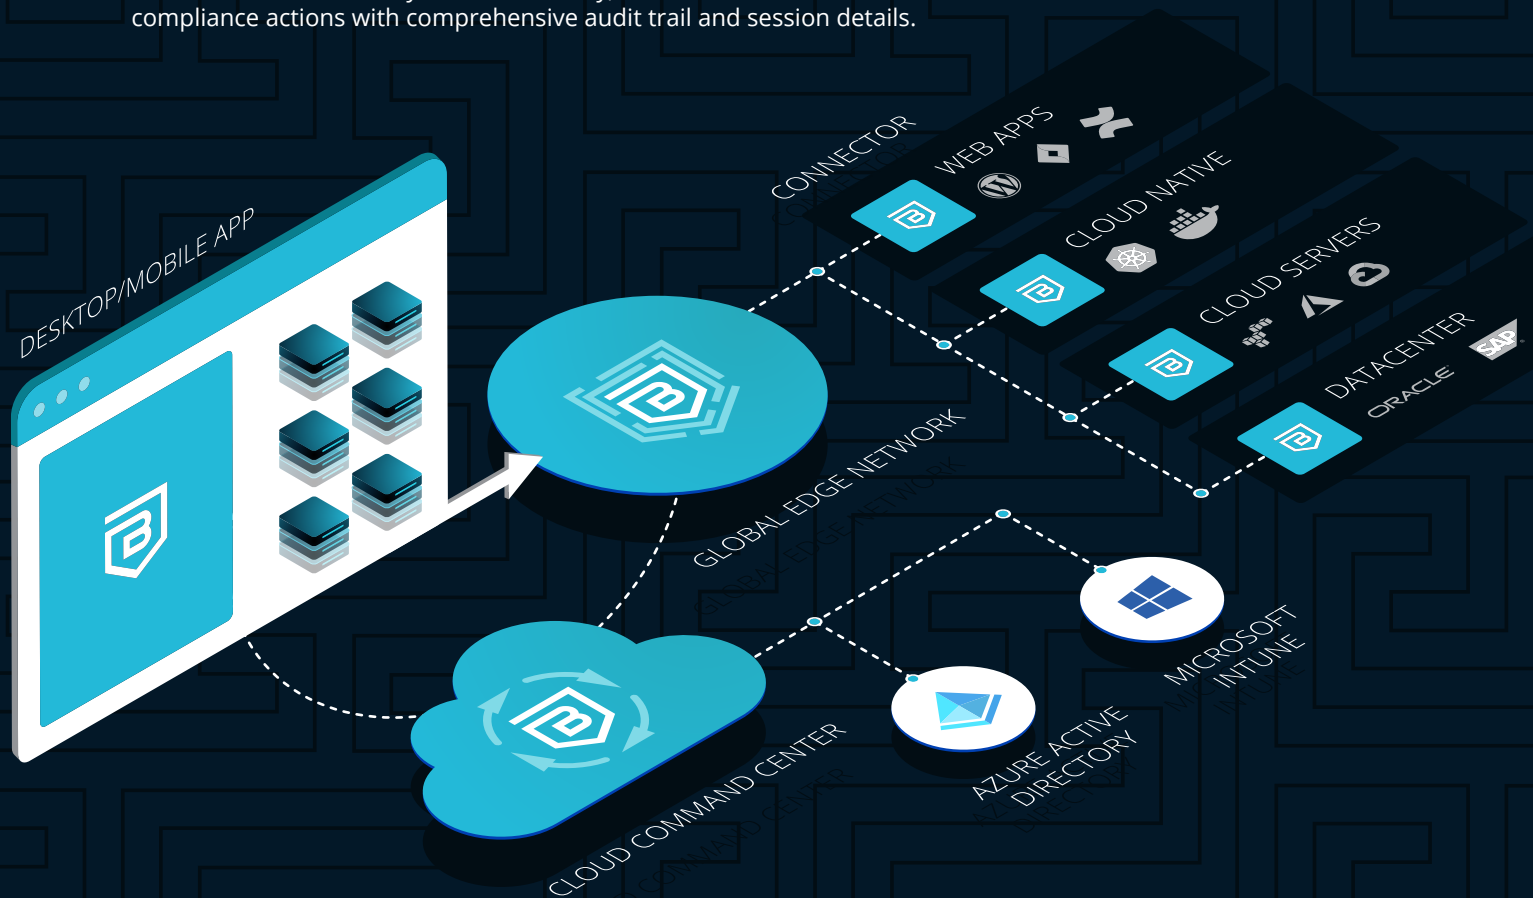 compliance actions with comprehensive audit trail and session details.
CONNECTOR
WEB APPS
CLOUD NATIVE
CLOUD SERVERS
DATACENTER
SAP
ORACLE
DESKTOP/MOBILE APP
GLOBAL EDGE NETWORK
MICROSOFT
INTUNE
AZURE ACTIVE
DIRECTORY
CLOUD COMMAND CENTER